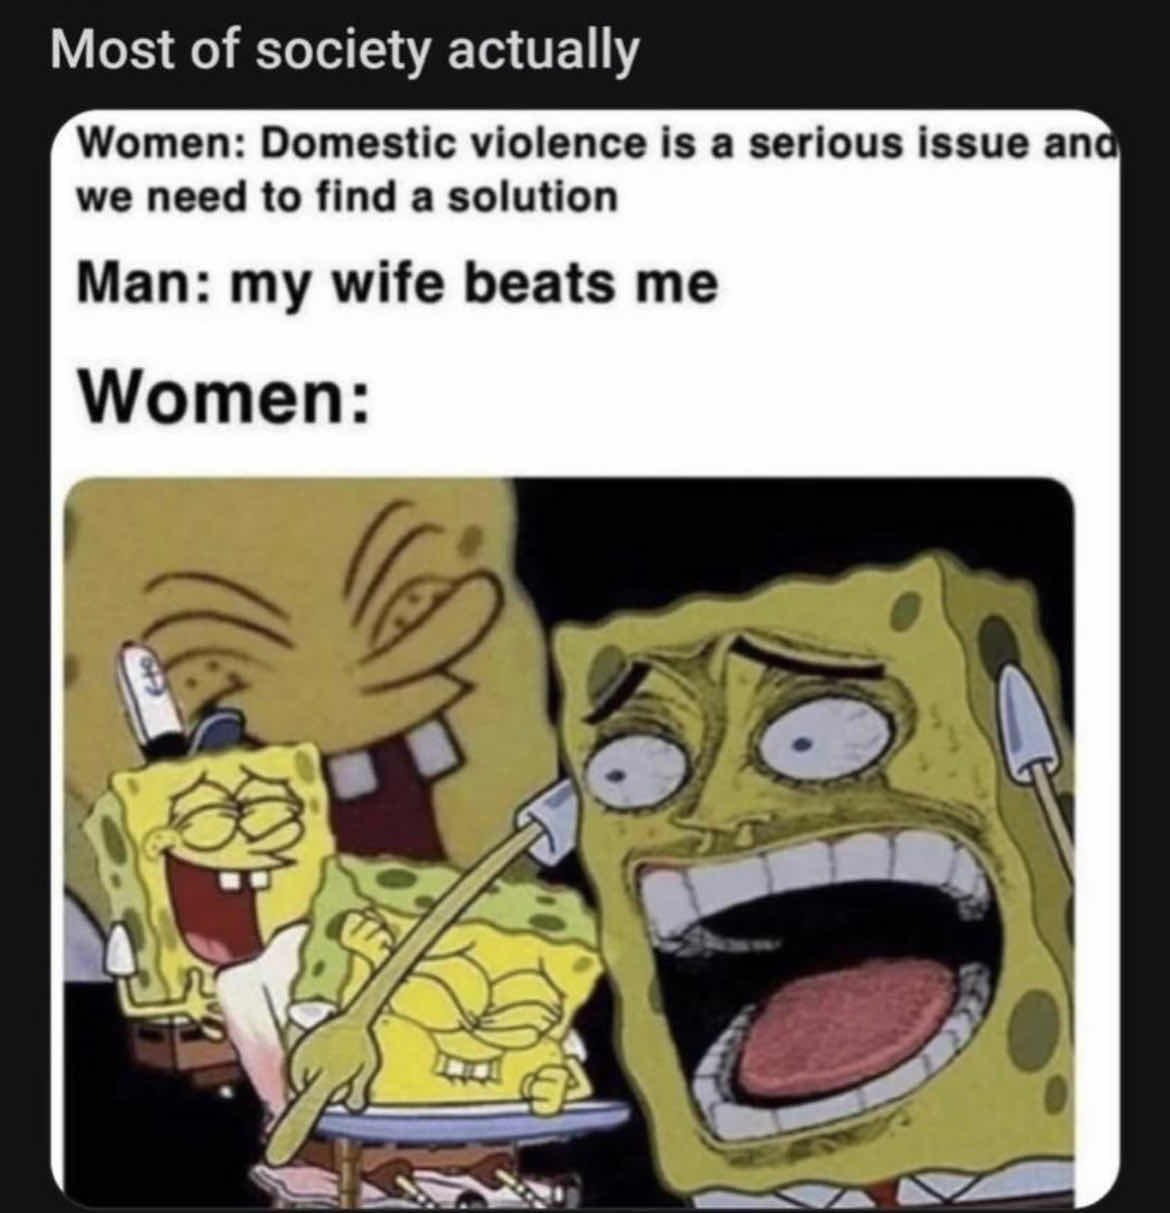 Most of society actually
Women: Domestic violence is a serious issue and
we need to find a solution
Man: my wife beats me
Women: